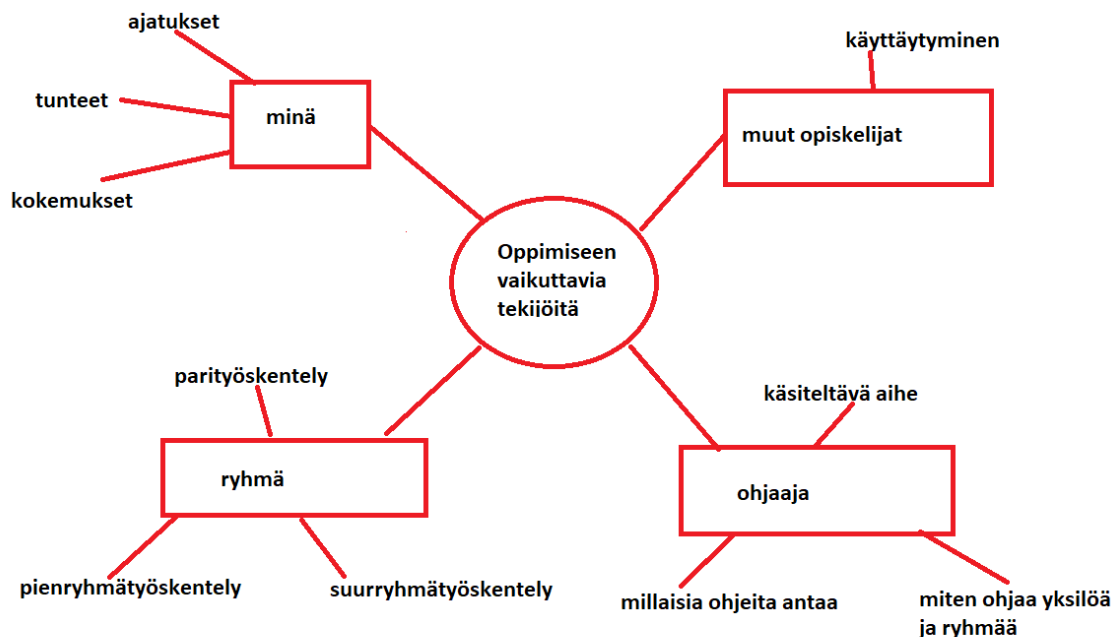 ajatukset
tunteet
minä
kokemukset
käyttäytyminen
muut opiskelijat
Oppimiseen
vaikuttavia
tekijöitä
parityöskentely
ryhmä
pienryhmätyöskentely
suurryhmätyöskentely
käsiteltävä aihe
ohjaaja
millaisia ohjeita antaa
miten ohjaa yksilöä
ja ryhmää